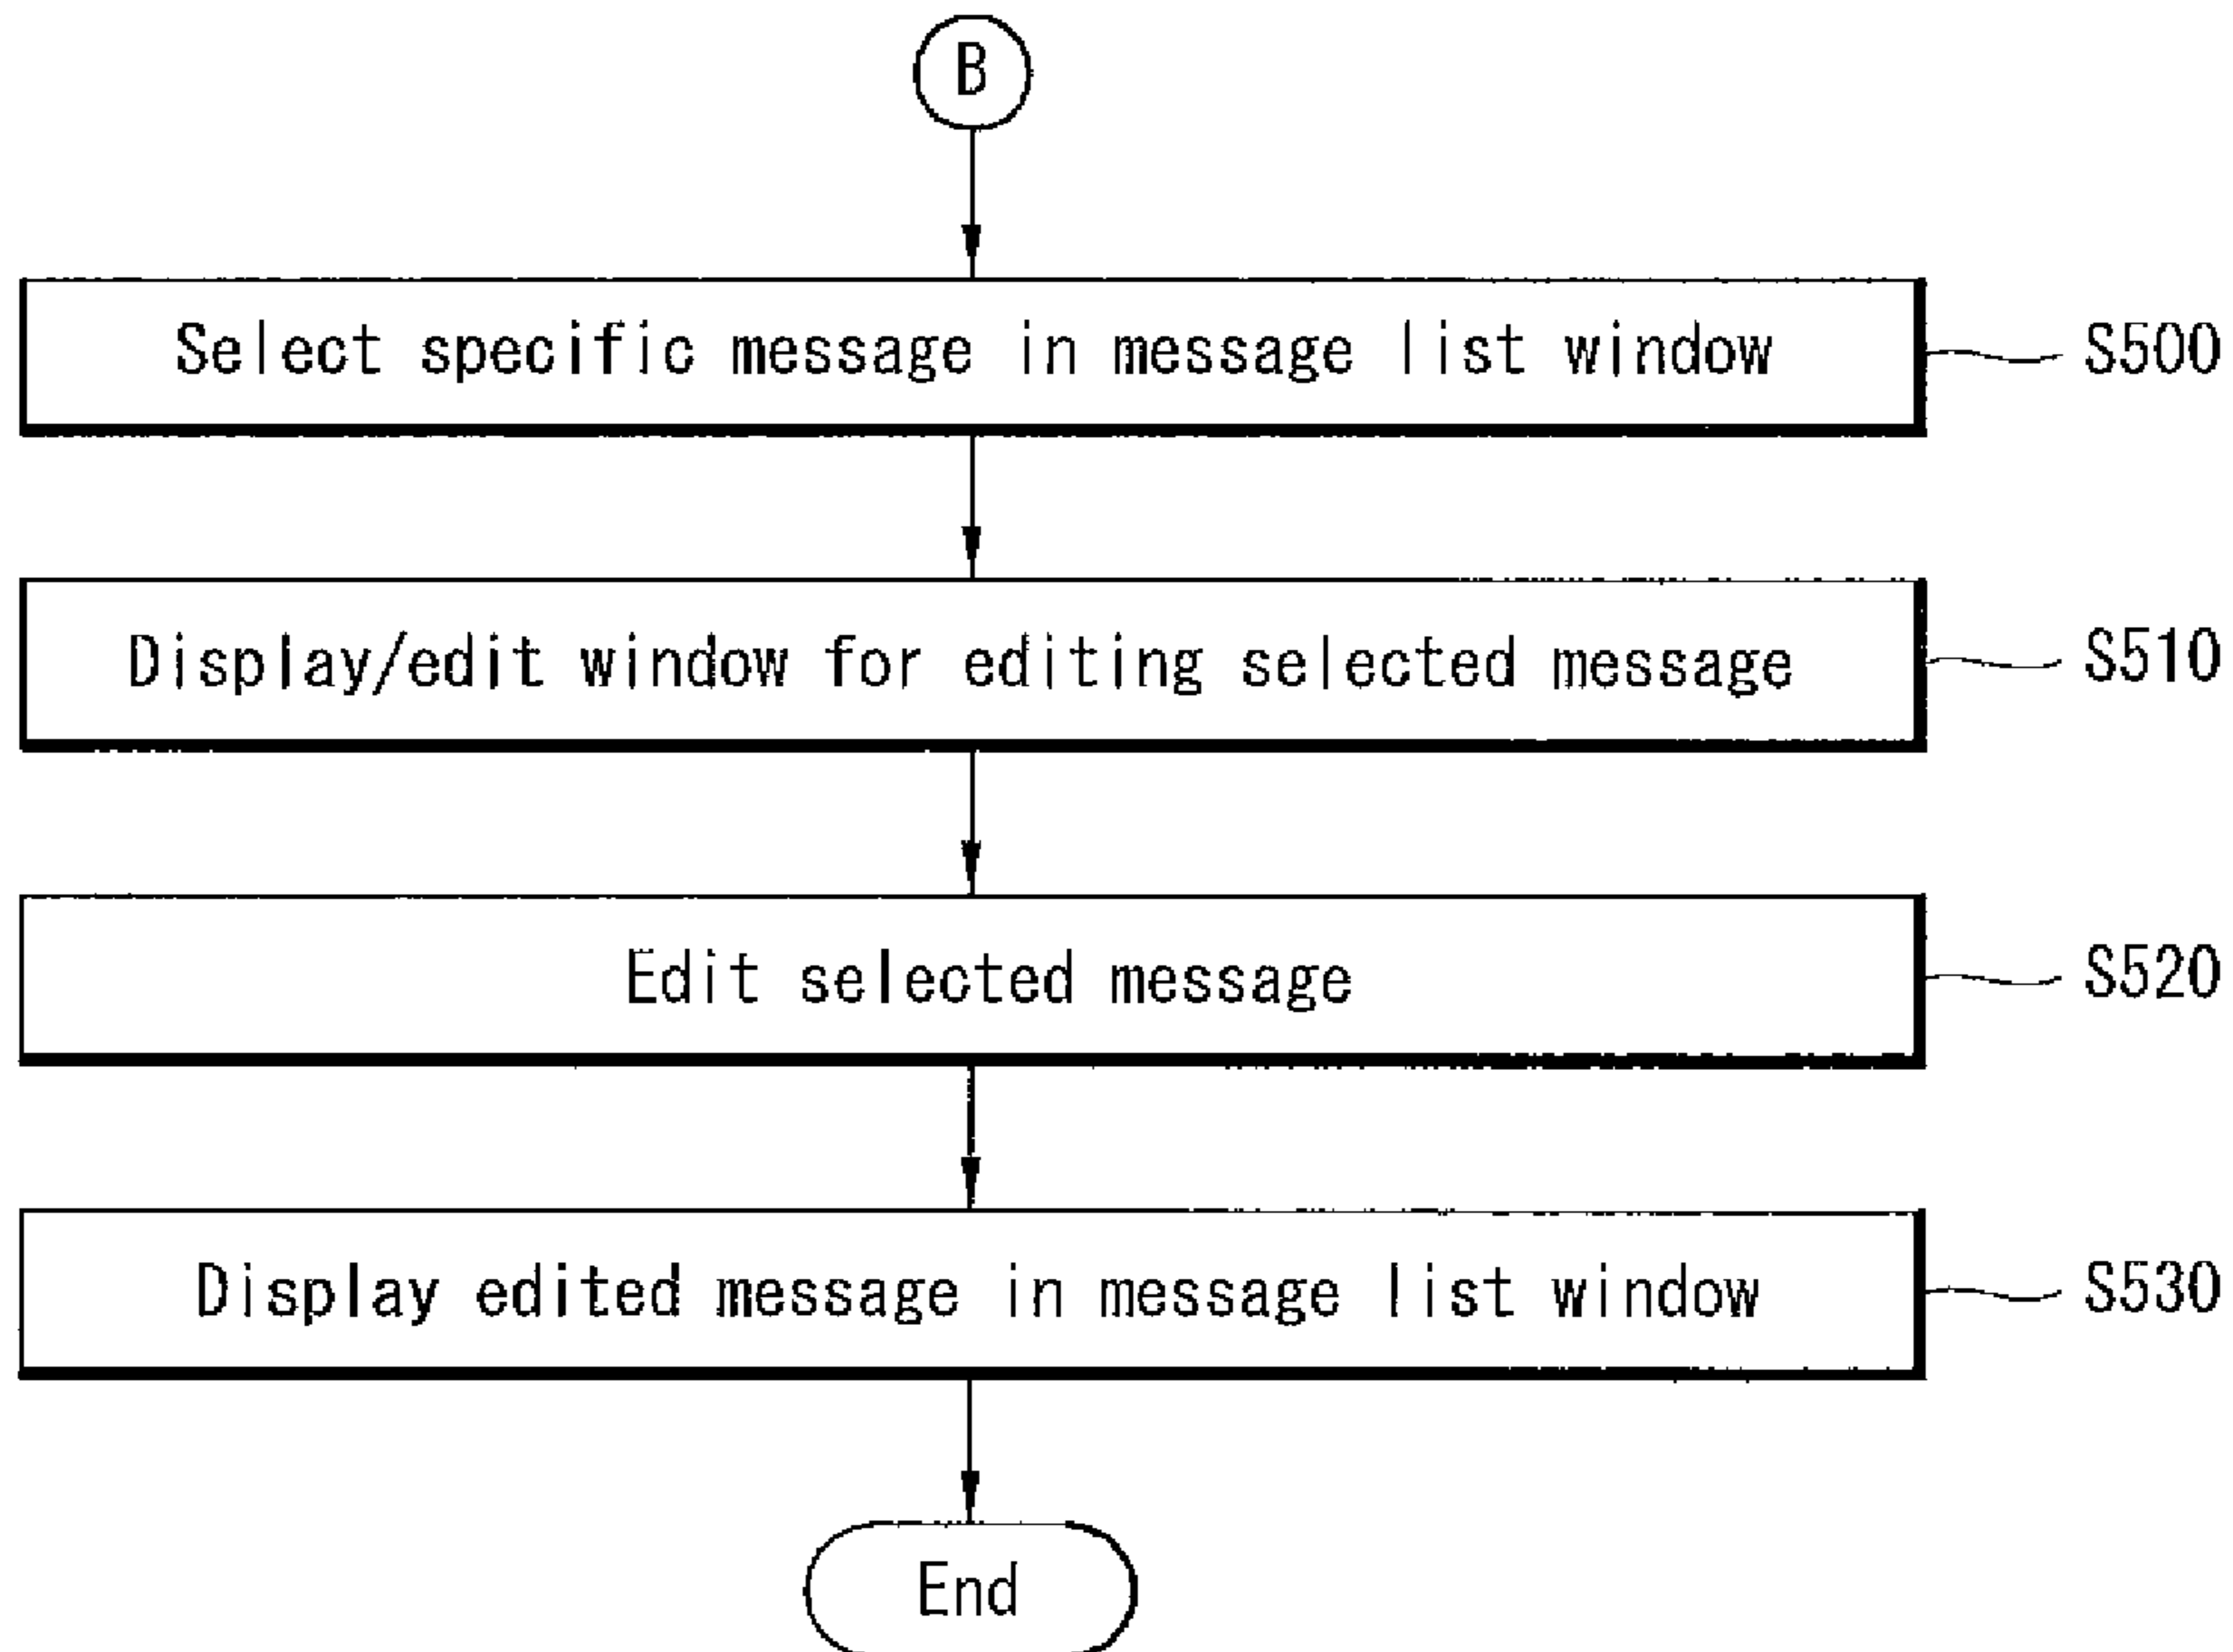 B
Select specific message in message list window
S500
Display/edit window for editing selected message
S510
Edit selected message
S520
Display edited message in message list window
S530
End